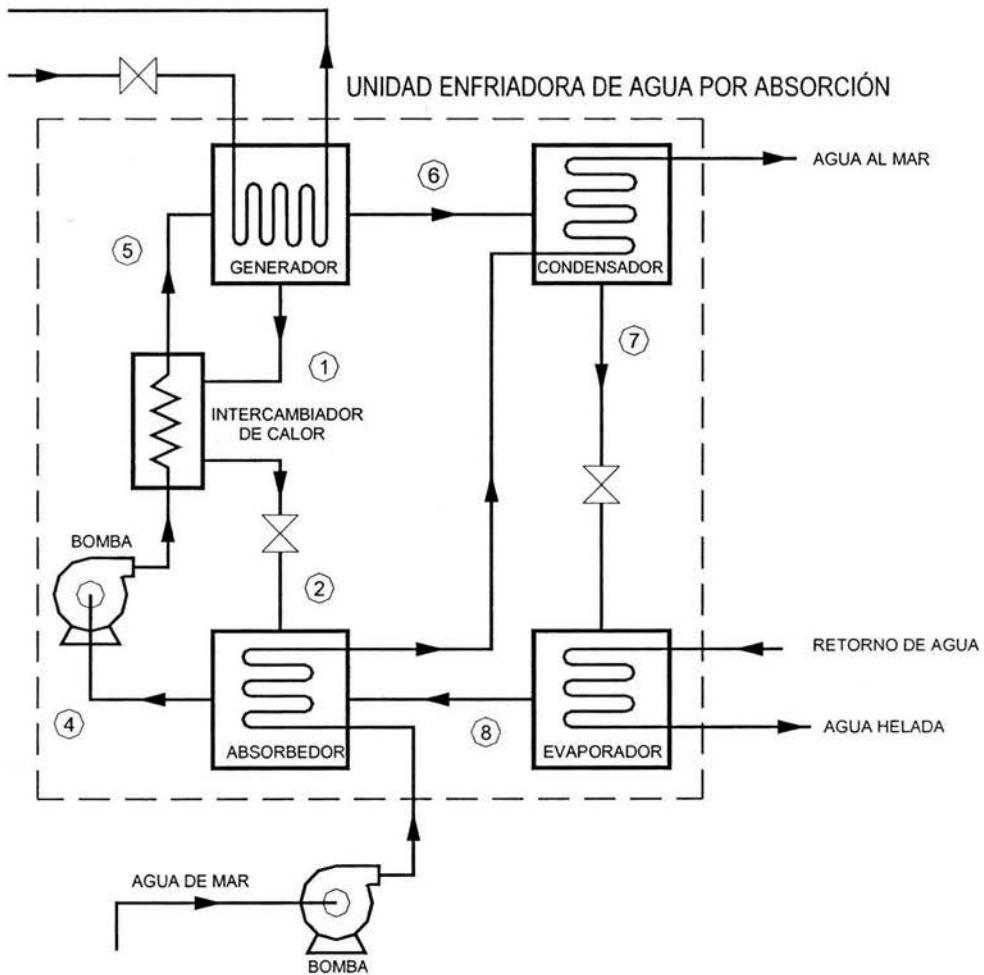 UNIDAD ENFRIADORA DE AGUA POR ABSORCIÓN
AGUA AL MAR
6
5
GENERADOR
CONDENSADOR
7
1
INTERCAMBIADOR
DE CALOR
BOMBA
2
RETORNO DE AGUA
4
8
AGUA HELADA
ABSORBEDOR
EVAPORADOR
AGUA DE MAR
BOMBA